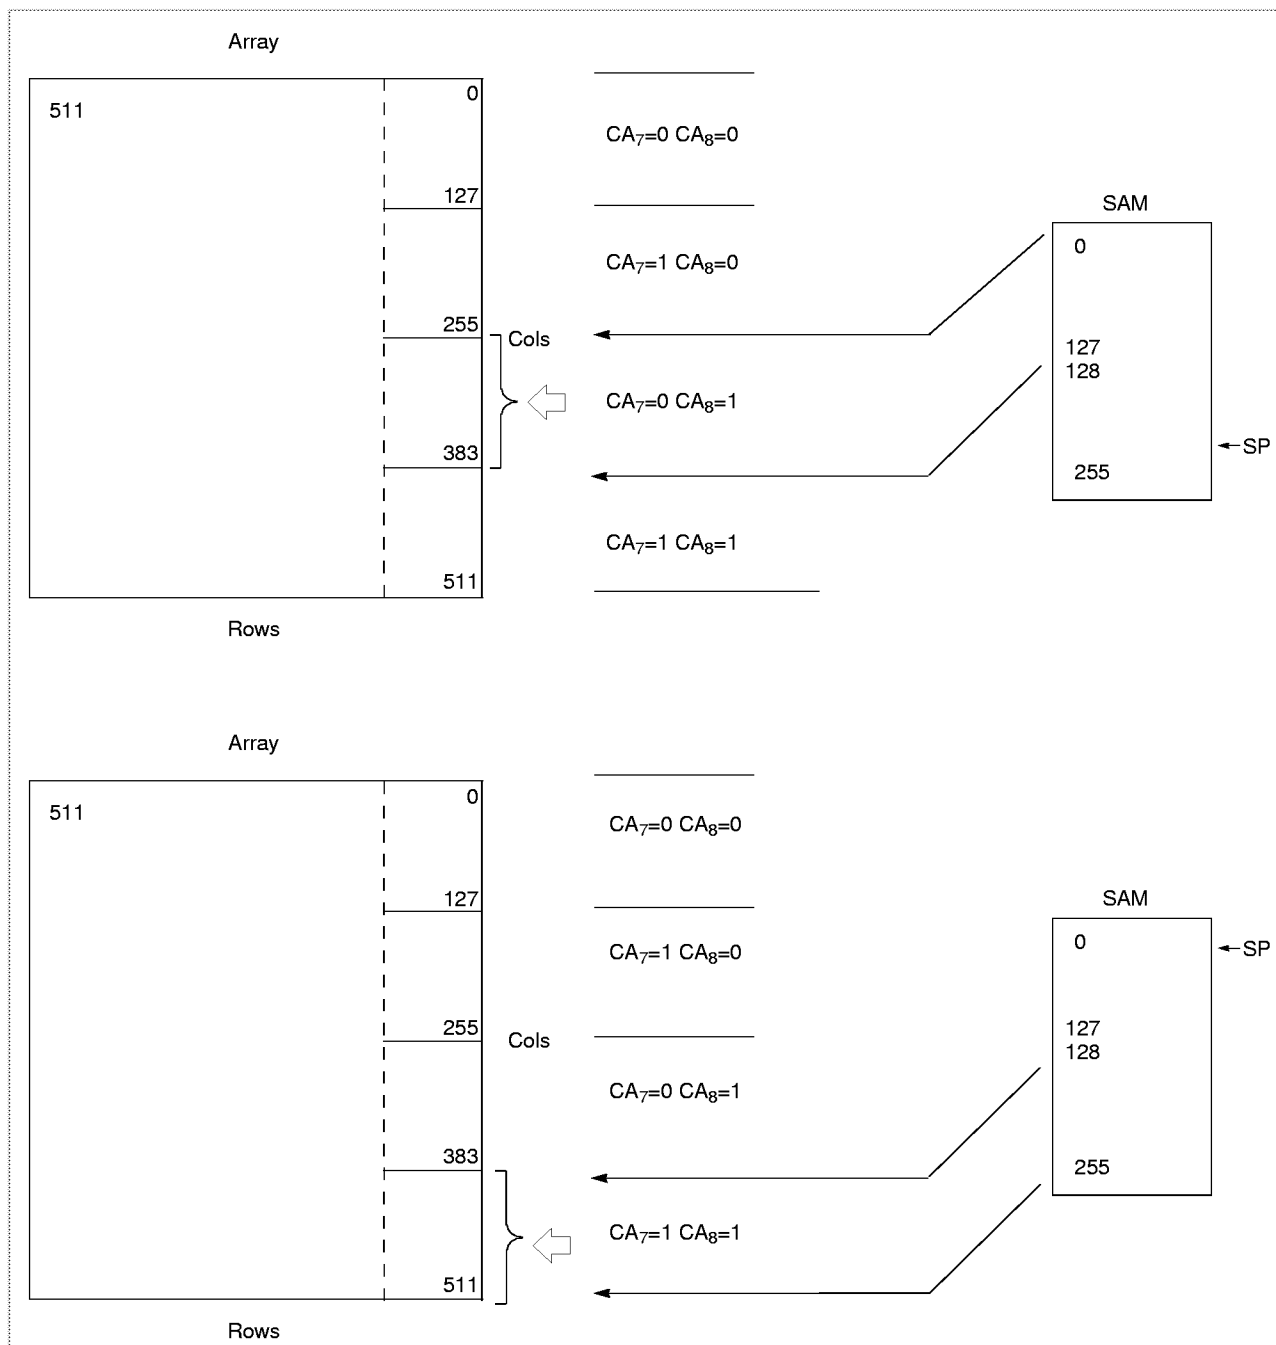 Array
511
0
CA7=0 CA8=0
127
SAM
0
CA7=1 CA8=0
255
Cols
127
128
CA7=0 CA8=1
383
SP
255
CA7=1 CA8=1
511
Rows
Array
511
0
CA7=0 CA8=0
127
SAM
0
SP
CA7=1 CA8=0
255
Cols
127
128
CA7=0 CA8=1
383
255
CA7=1 CA8=1
511
Rows